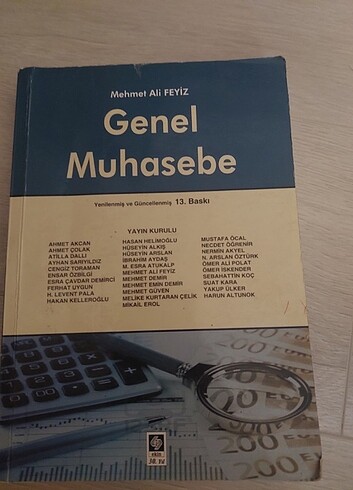 Mehmet Ali FEYİZ
Genel
Muhasebe
Yenilenmiş ve Güncellenmiş 13. Baskı
YAYIN KURULU
AHMET AKCAN
AHMET ÇOLAK
ATİLLA DALLI
AYHAN SARIYILDIZ
CENGİZ TORAMAN
ENSAR ÖZBİLGİ
ESRA ÇAVDAR DEMİRCİ
FERHAT UYGUN
H. LEVENT PALA
HAKAN KELLEROĞLU
HASAN HELİMOĞLU
HÜSEYİN ALKIŞ
HÜSEYİN ARSLAN
İBRAHİM AYDAŞ
M. ESRA ATUKALP
MEHMET ALİ FEYİZ
MEHMET DEMİR
MEHMET EMİN DEMİR
MEHMET GÜVEN
MELİKE KURTARAN ÇELİK
MİKAİL EROL
MUSTAFA ÖCAL
NECDET ÖĞRENİR
NERMİN AKYEL
N. ARSLAN ÖZTÜRK
ÖMER ALİ POLAT
ÖMER İSKENDER
SEBAHATTİN KOÇ
SUAT KARA
YAKUP ÜLKER
HARUN ALTUNOK
200
ekin